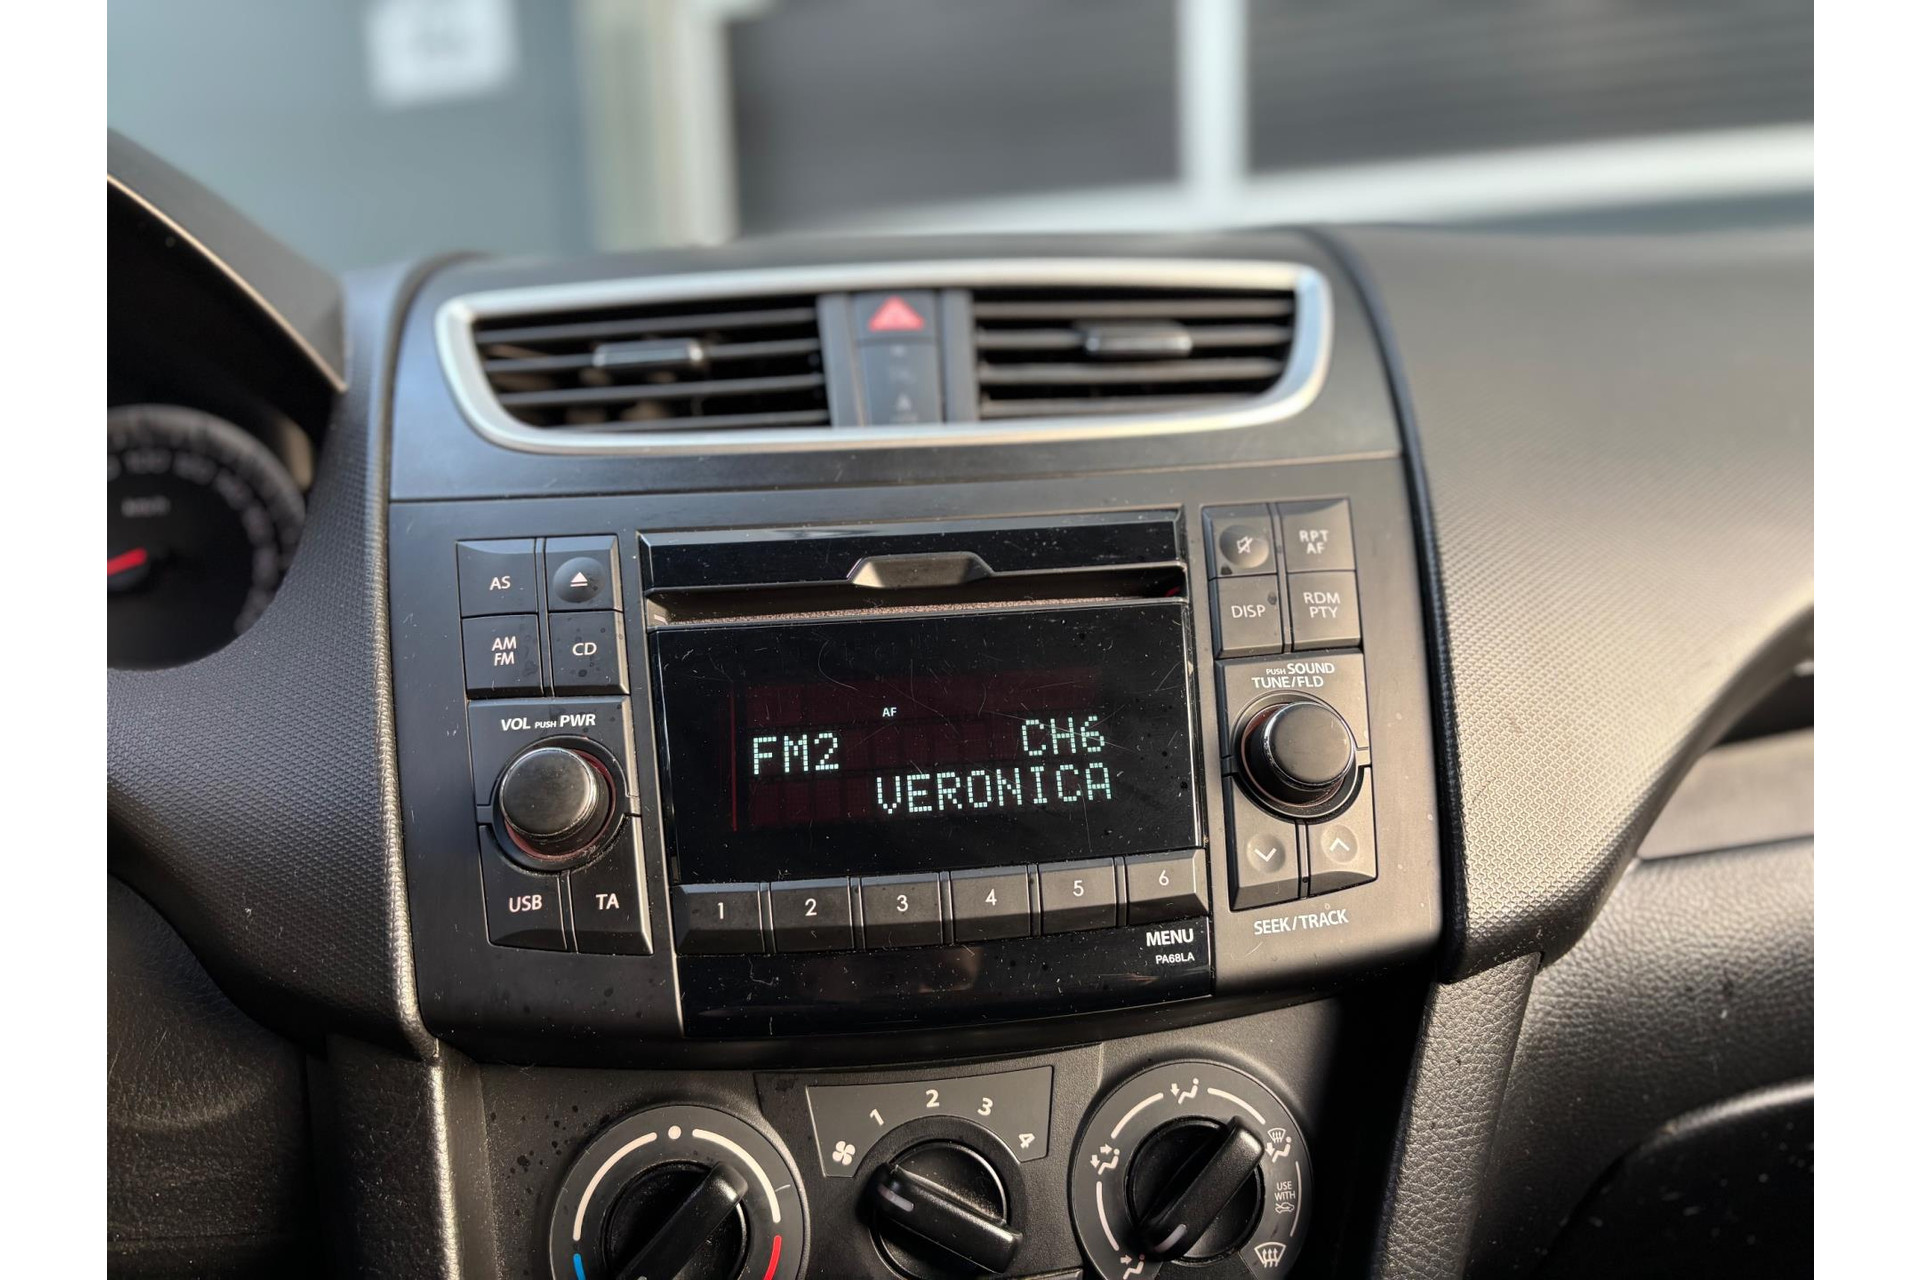 AS
AM
FM
CD
VOL PUSH PWR
USB
TA
AF
FM2
CH6
VERONICA
1
2
3
4
5
6
MENU
PA68LA
RPT
AF
DISP
RDM
PTY
PUSH SOUND
TUNE/FLD
SEEK/TRACK
1
2
3
4
USE
WITH